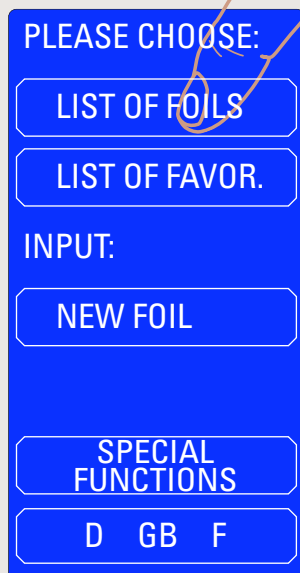 PLEASE CHOOSE:
LIST OF FOILS
LIST OF FAVOR.
INPUT:
NEW FOIL
SPECIAL
FUNCTIONS
D GB F